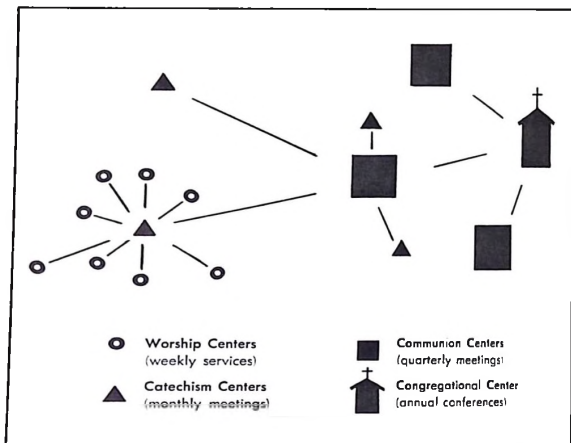 Worship Centers
(weekly services)
Catechism Centers
(monthly meetings)
Communion Centers
(quarterly meetings)
Congregational Center
(annual conferences)